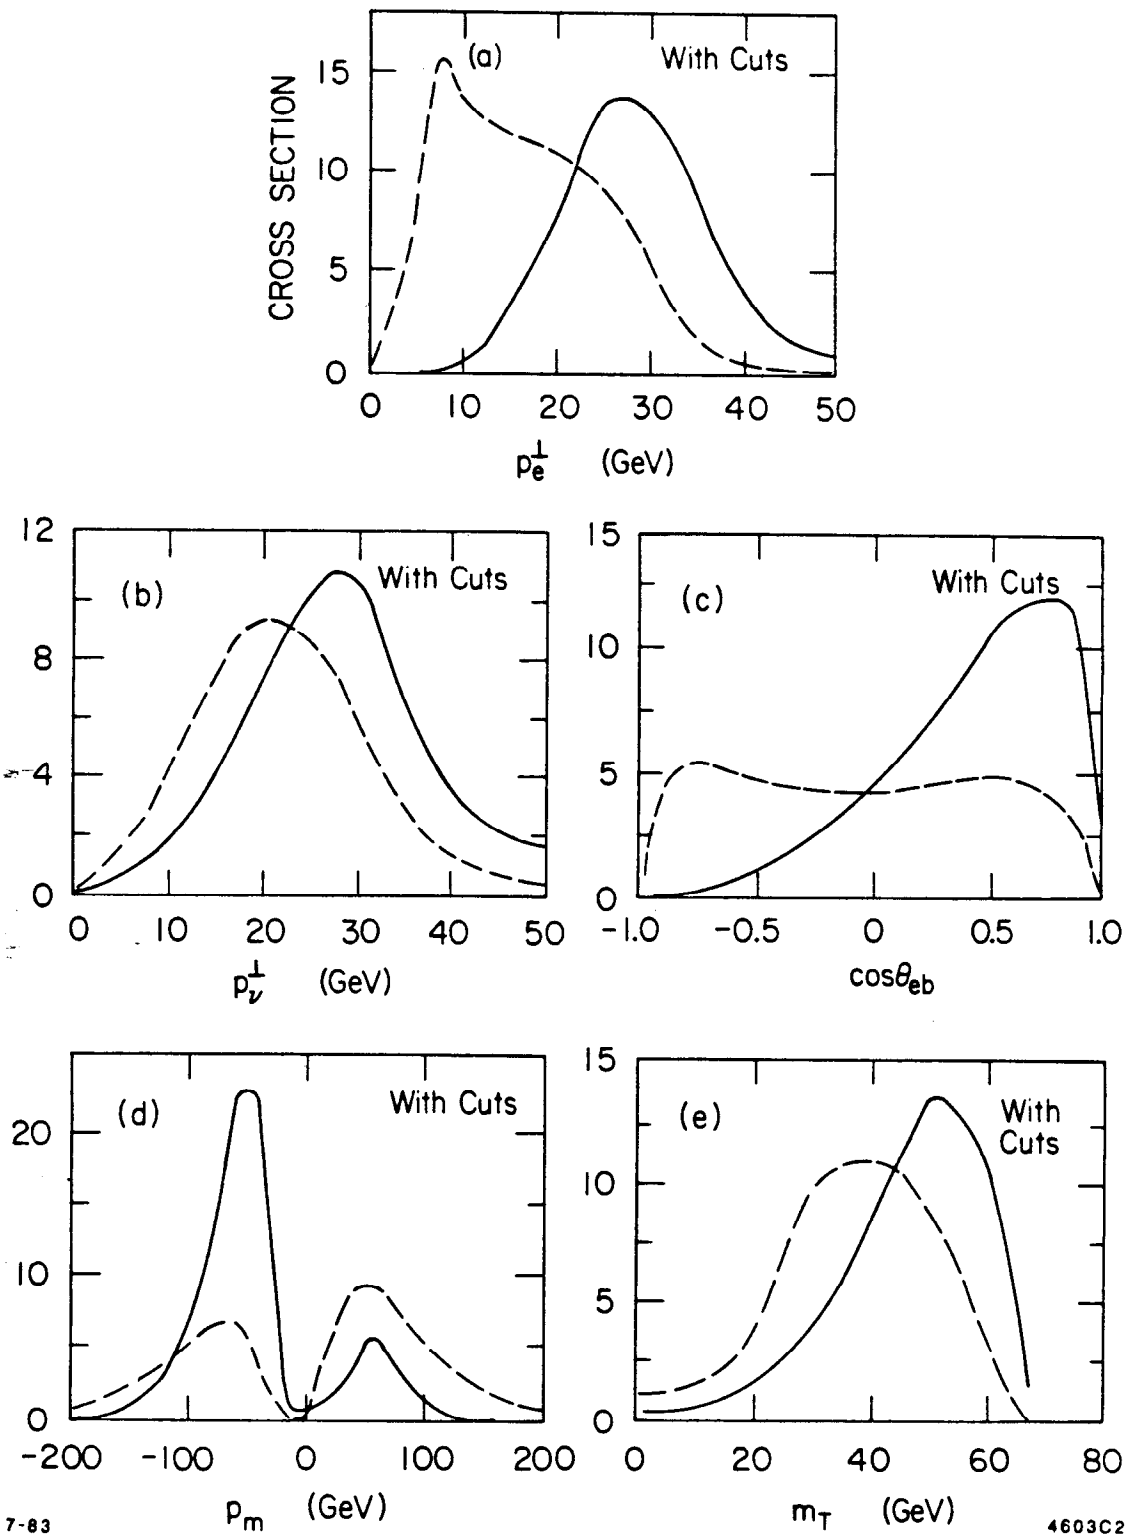 (a)
With Cuts
CROSS SECTION
15
10
5
0
0 10 20 30 40 50
p⊥e (GeV)
(b)
With Cuts
12
8
4
0
0 10 20 30 40 50
p⊥ν (GeV)
(c)
With Cuts
15
10
5
0
-1.0 -0.5 0 0.5 1.0
cosθeb
(d)
With Cuts
20
10
0
-200 -100 0 100 200
pm (GeV)
(e)
With
Cuts
15
10
5
0
0 20 40 60 80
mT (GeV)
7-83
4603C2